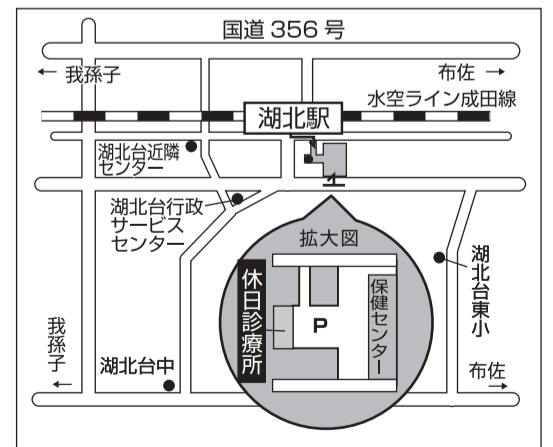 国道356号
← 我孫子
布佐 →
水空ライン成田線
湖北駅
湖北台近隣
センター
湖北台行政
サービス
センター
拡大図
休日診療所
P
保健センター
湖北台東小
我孫子
←
湖北台中
布佐
→